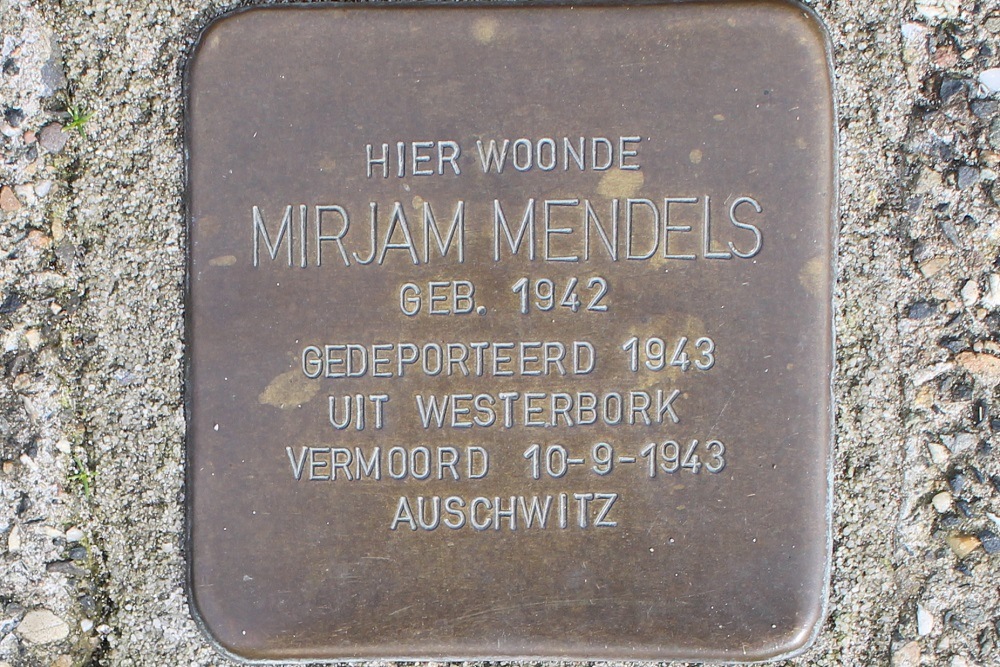 HIER WOONDE
MIRJAM MENDELS
GEB. 1942
GEDEPORTEERD 1943
UIT WESTERBORK
VERMOORD 10-9-1943
AUSCHWITZ